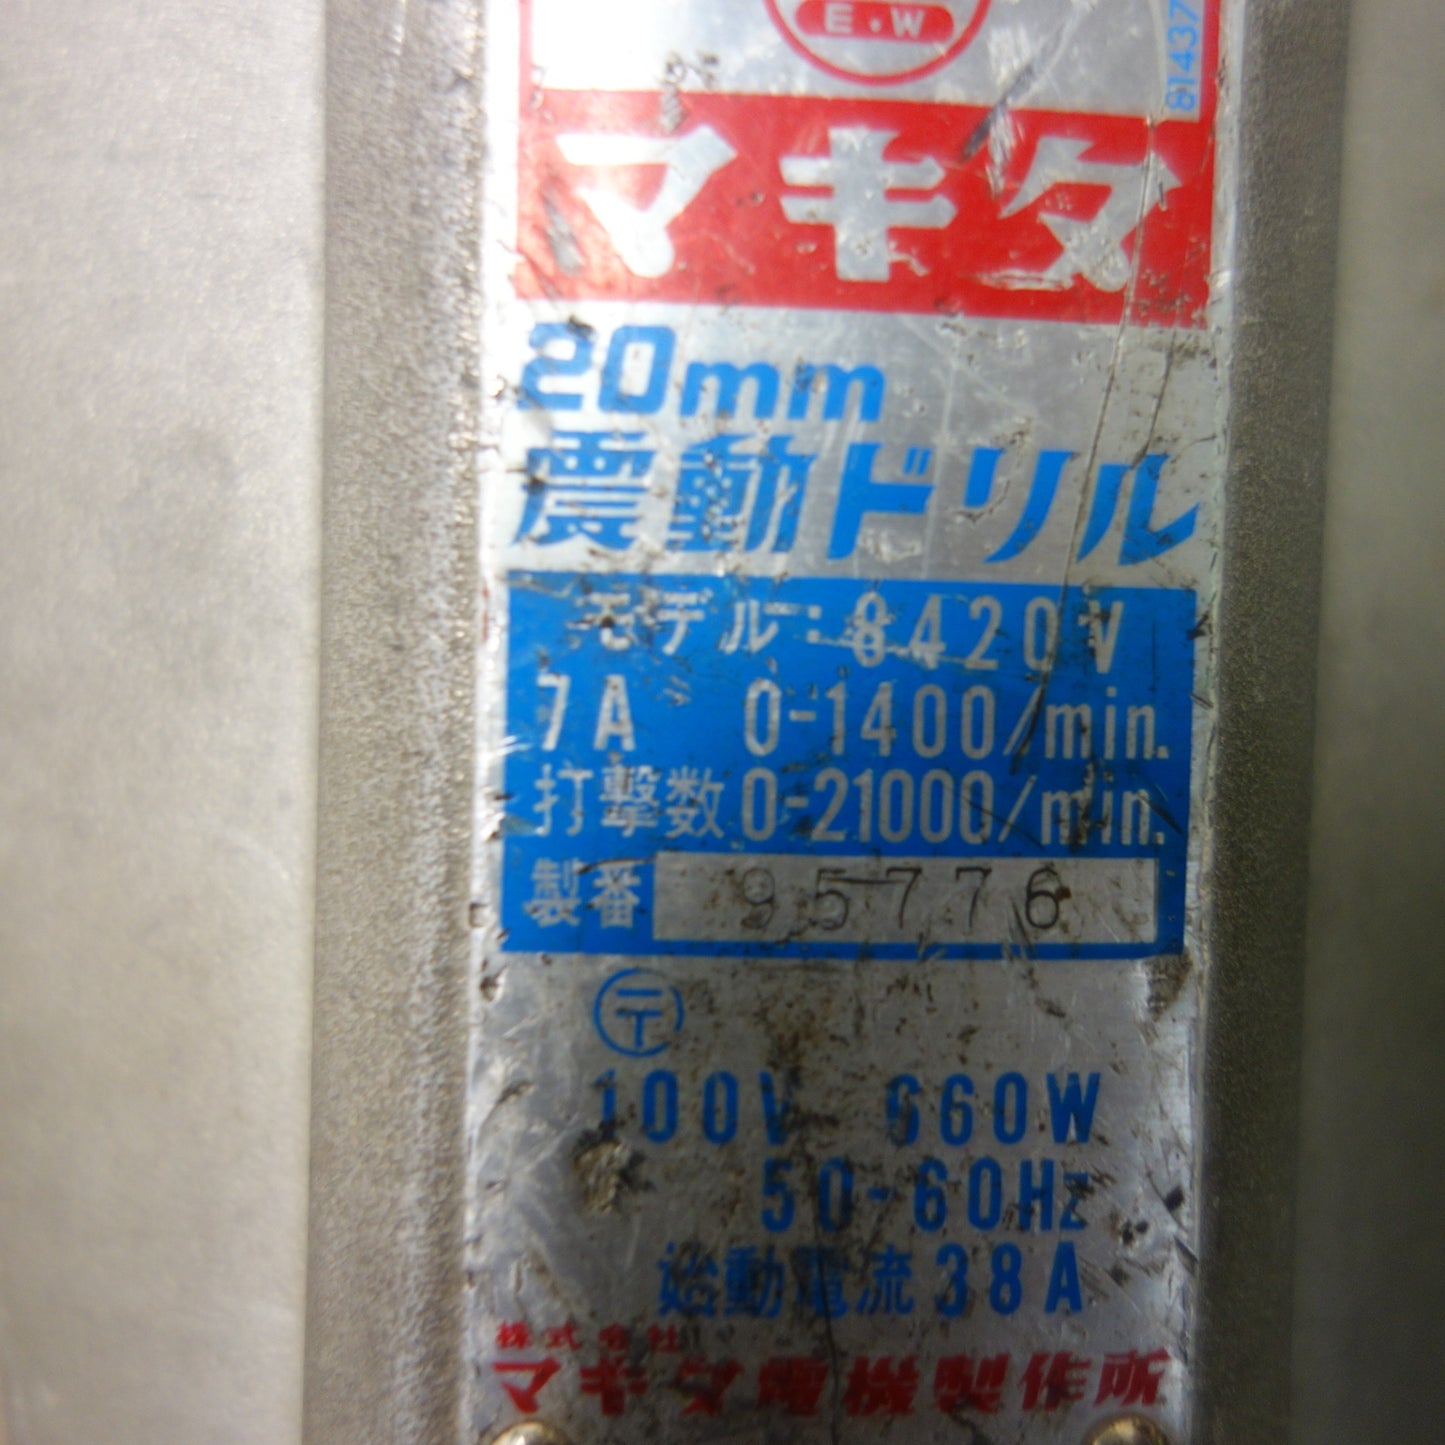 E・W
81437
マキタ
20mm
震動ドリル
モデル:8420V
7A 0-1400/min.
打撃数 0-21000/min.
製番 95776
〒
100V 660W
50-60Hz
始動電流 38A
株式会社
マキタ電機製作所